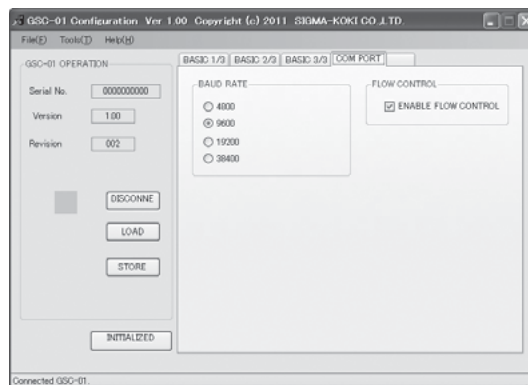 GSC-01 Configuration Ver 1.00 Copyright (c) 2011 SIGMA-KOKI CO.,LTD.
File(F) Tools(T) Help(H)
GSC-01 OPERATION
Serial No. 0000000000
Version 1.00
Revision 002
DISCONNE
LOAD
STORE
INITIALIZED
BASIC 1/3 BASIC 2/3 BASIC 3/3 COM PORT
BAUD RATE
4800
9600
19200
38400
FLOW CONTROL
ENABLE FLOW CONTROL
Connected GSC-01.